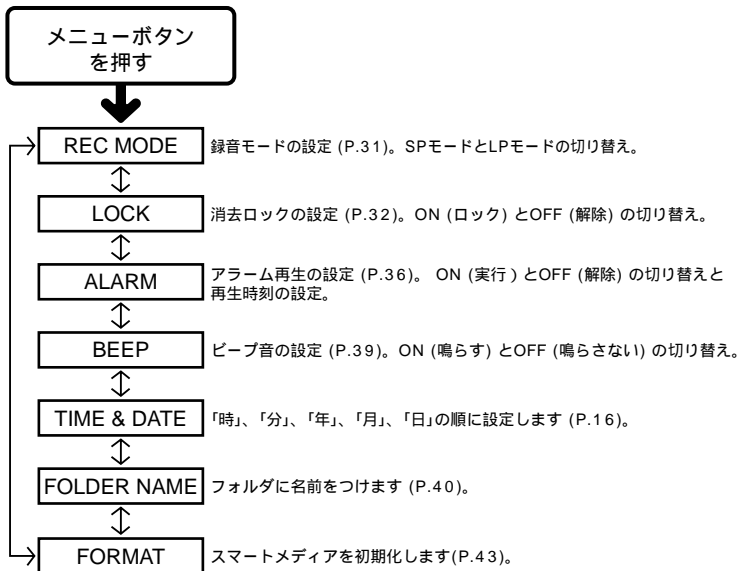 メニューボタン
を押す
REC MODE 録音モードの設定 (P.31)。SPモードとLPモードの切り替え。
LOCK 消去ロックの設定 (P.32)。ON (ロック) とOFF (解除) の切り替え。
ALARM アラーム再生の設定 (P.36)。 ON (実行 ) とOFF (解除) の切り替えと
再生時刻の設定。
BEEP ビープ音の設定 (P.39)。ON (鳴らす) とOFF (鳴らさない) の切り替え。
TIME & DATE 「時」、「分」、「年」、「月」、「日」の順に設定します (P.16)。
FOLDER NAME フォルダに名前をつけます (P.40)。
FORMAT スマートメディアを初期化します(P.43)。